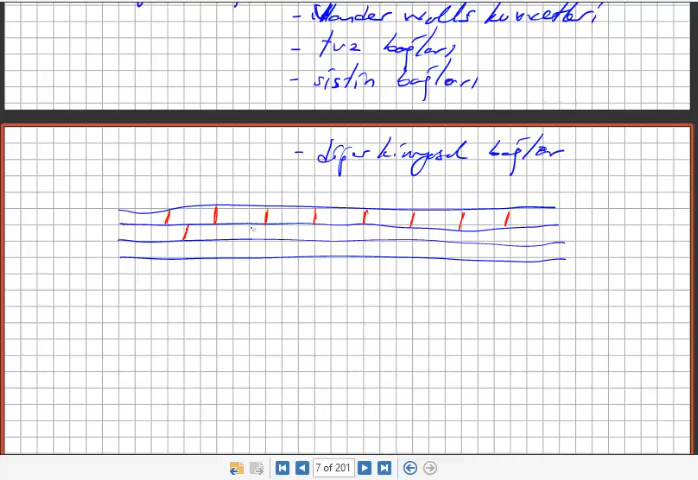 - Vander walls kuvvetleri
- tuz bağları
- sistin bağları
- diğer kimyasal bağlar
7 of 201